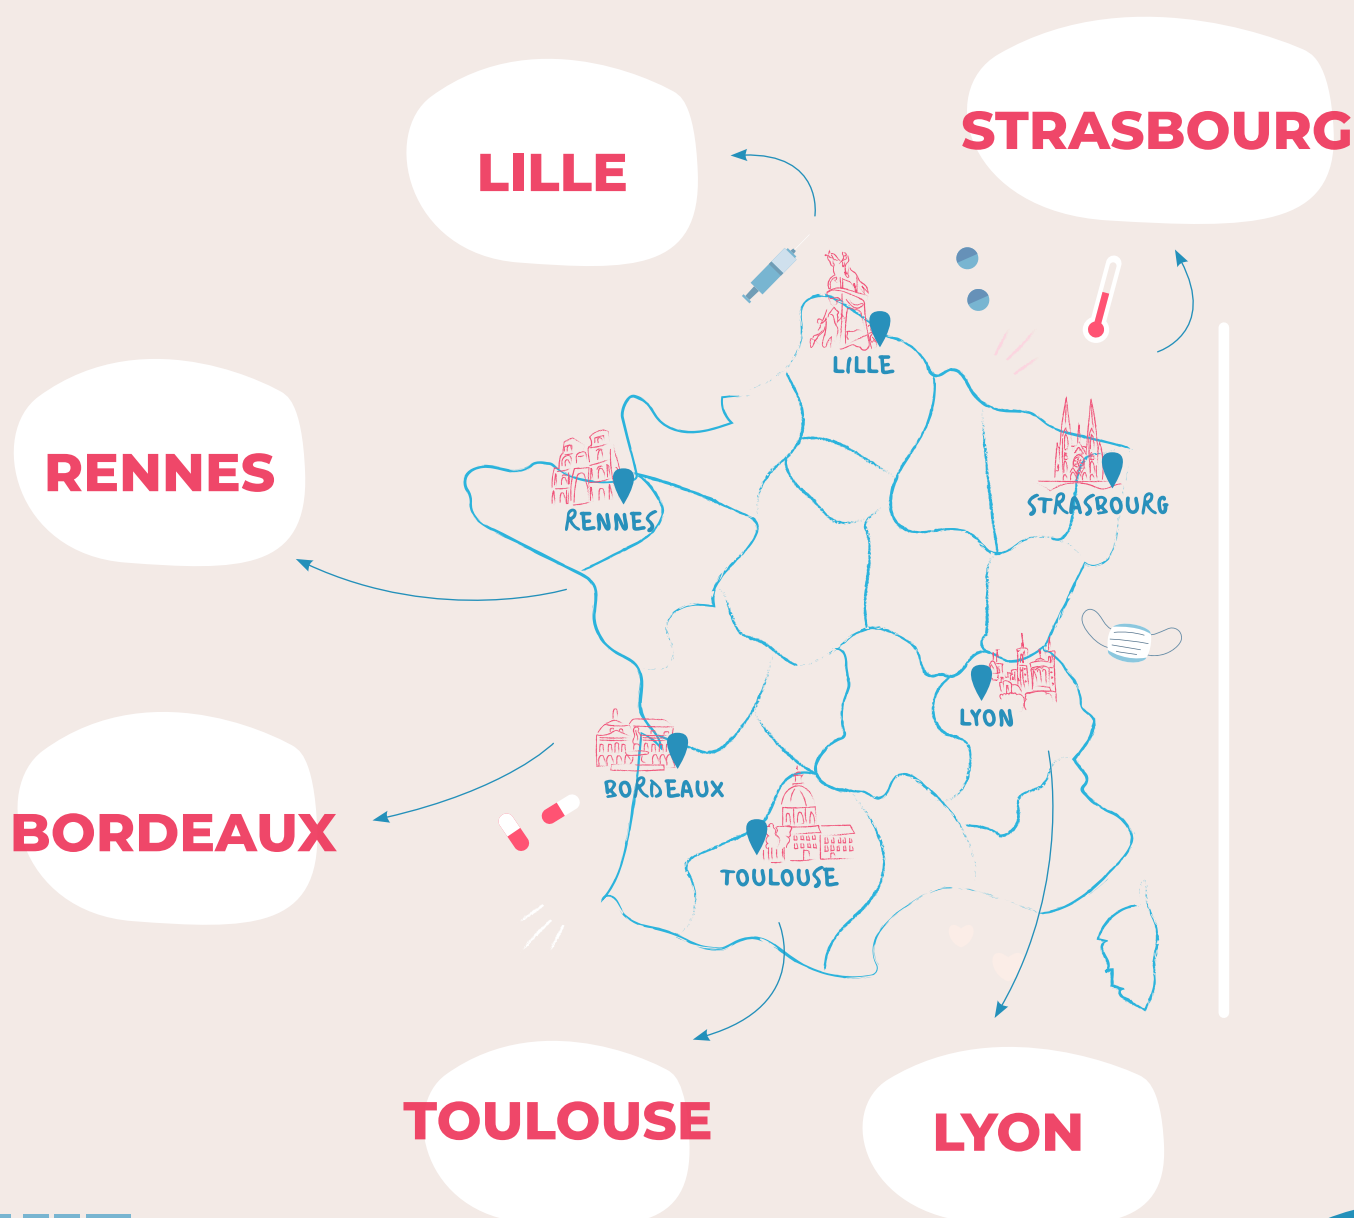 STRASBOURG
LILLE
LILLE
RENNES
STRASBOURG
RENNES
LYON
BORDEAUX
BORDEAUX
TOULOUSE
TOULOUSE
LYON